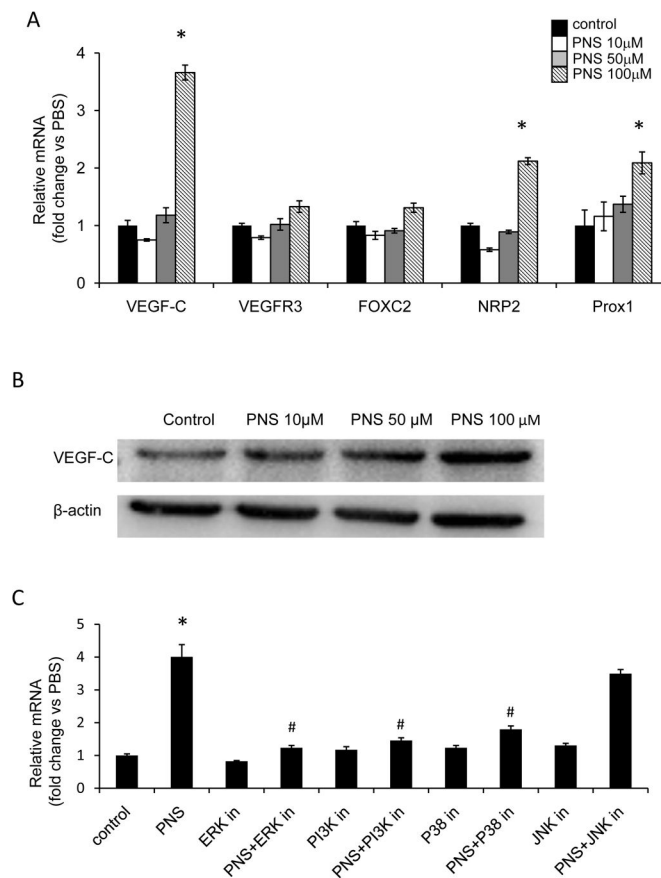 A
control
PNS 10μM
PNS 50μM
PNS 100μM
*
*
*
Relative mRNA
(fold change vs PBS)
4
3
2
1
0
VEGF-C
VEGFR3
FOXC2
NRP2
Prox1
B
Control
PNS 10μM
PNS 50 μM
PNS 100 μM
VEGF-C
β-actin
C
Relative mRNA
(fold change vs PBS)
5
4
3
2
1
0
*
#
#
#
control
PNS
ERK in
PNS+ERK in
PI3K in
PNS+PI3K in
P38 in
PNS+P38 in
JNK in
PNS+JNK in